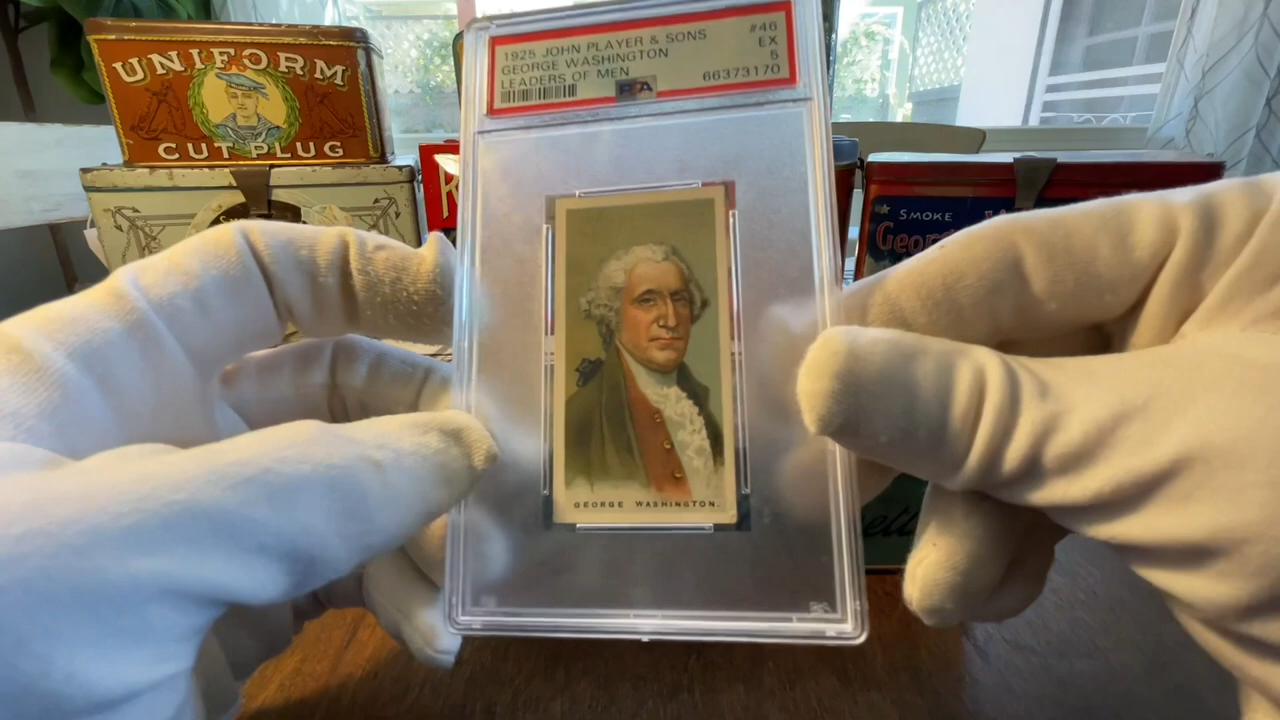 UNIFORM
CUT PLUG
1925 JOHN PLAYER & SONS
GEORGE WASHINGTON
LEADERS OF MEN
#46
EX
5
66373170
PSA
GEORGE WASHINGTON.
R
SMOKE
Geor